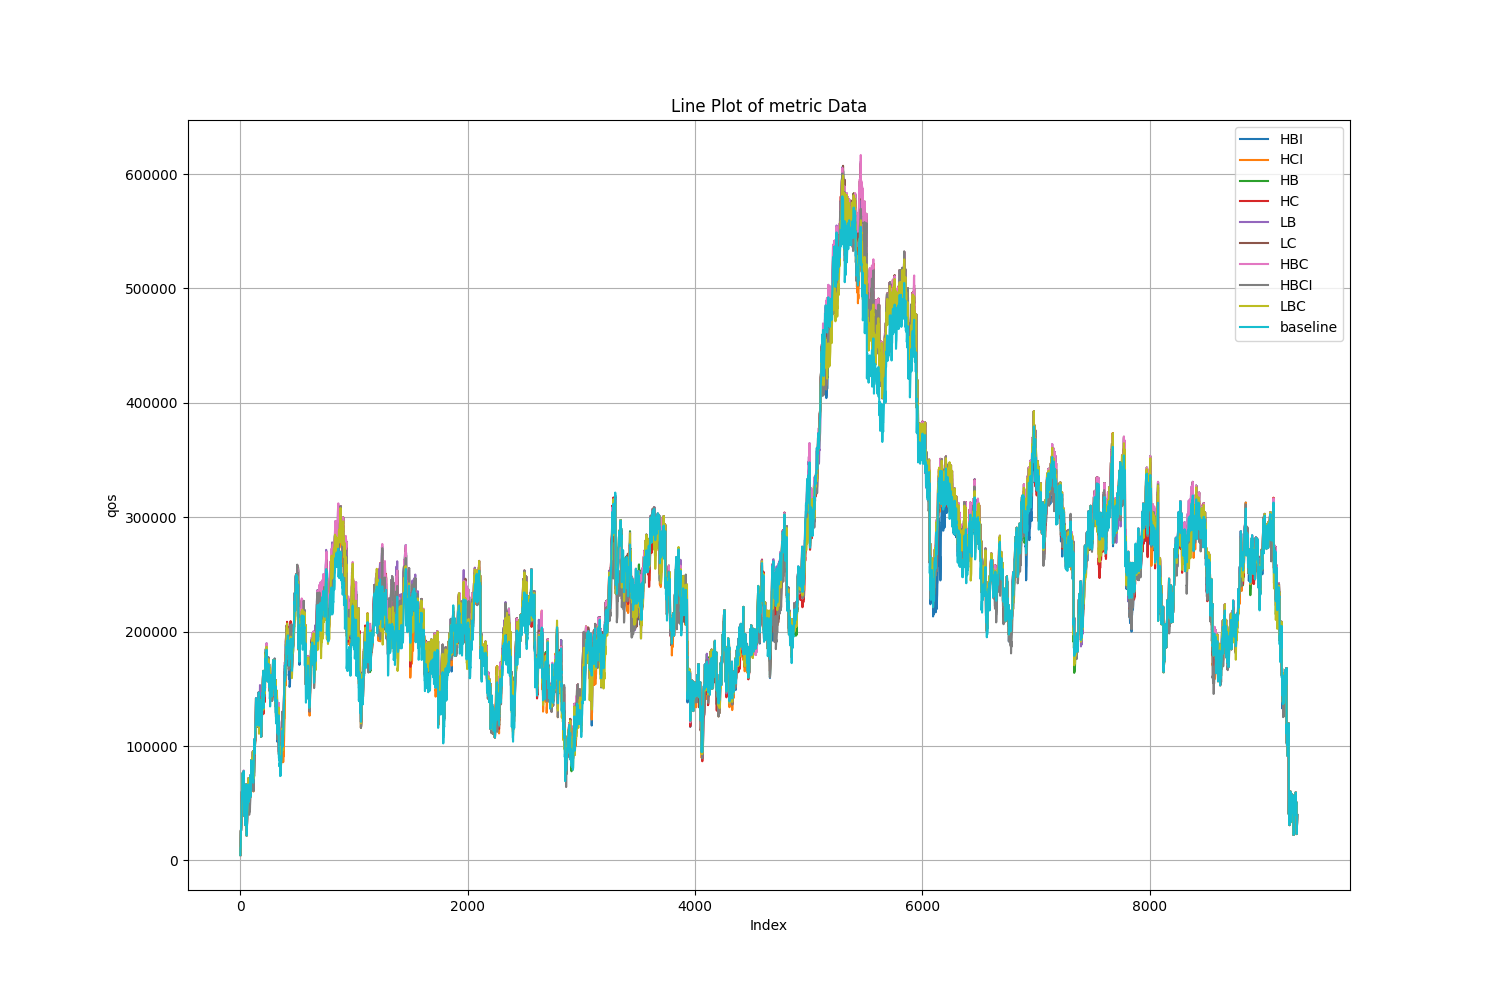 Line Plot of metric Data
600000
500000
400000
300000
200000
100000
0
qos
0 2000 4000 6000 8000
Index
HBI
HCI
HB
HC
LB
LC
HBC
HBCI
LBC
baseline